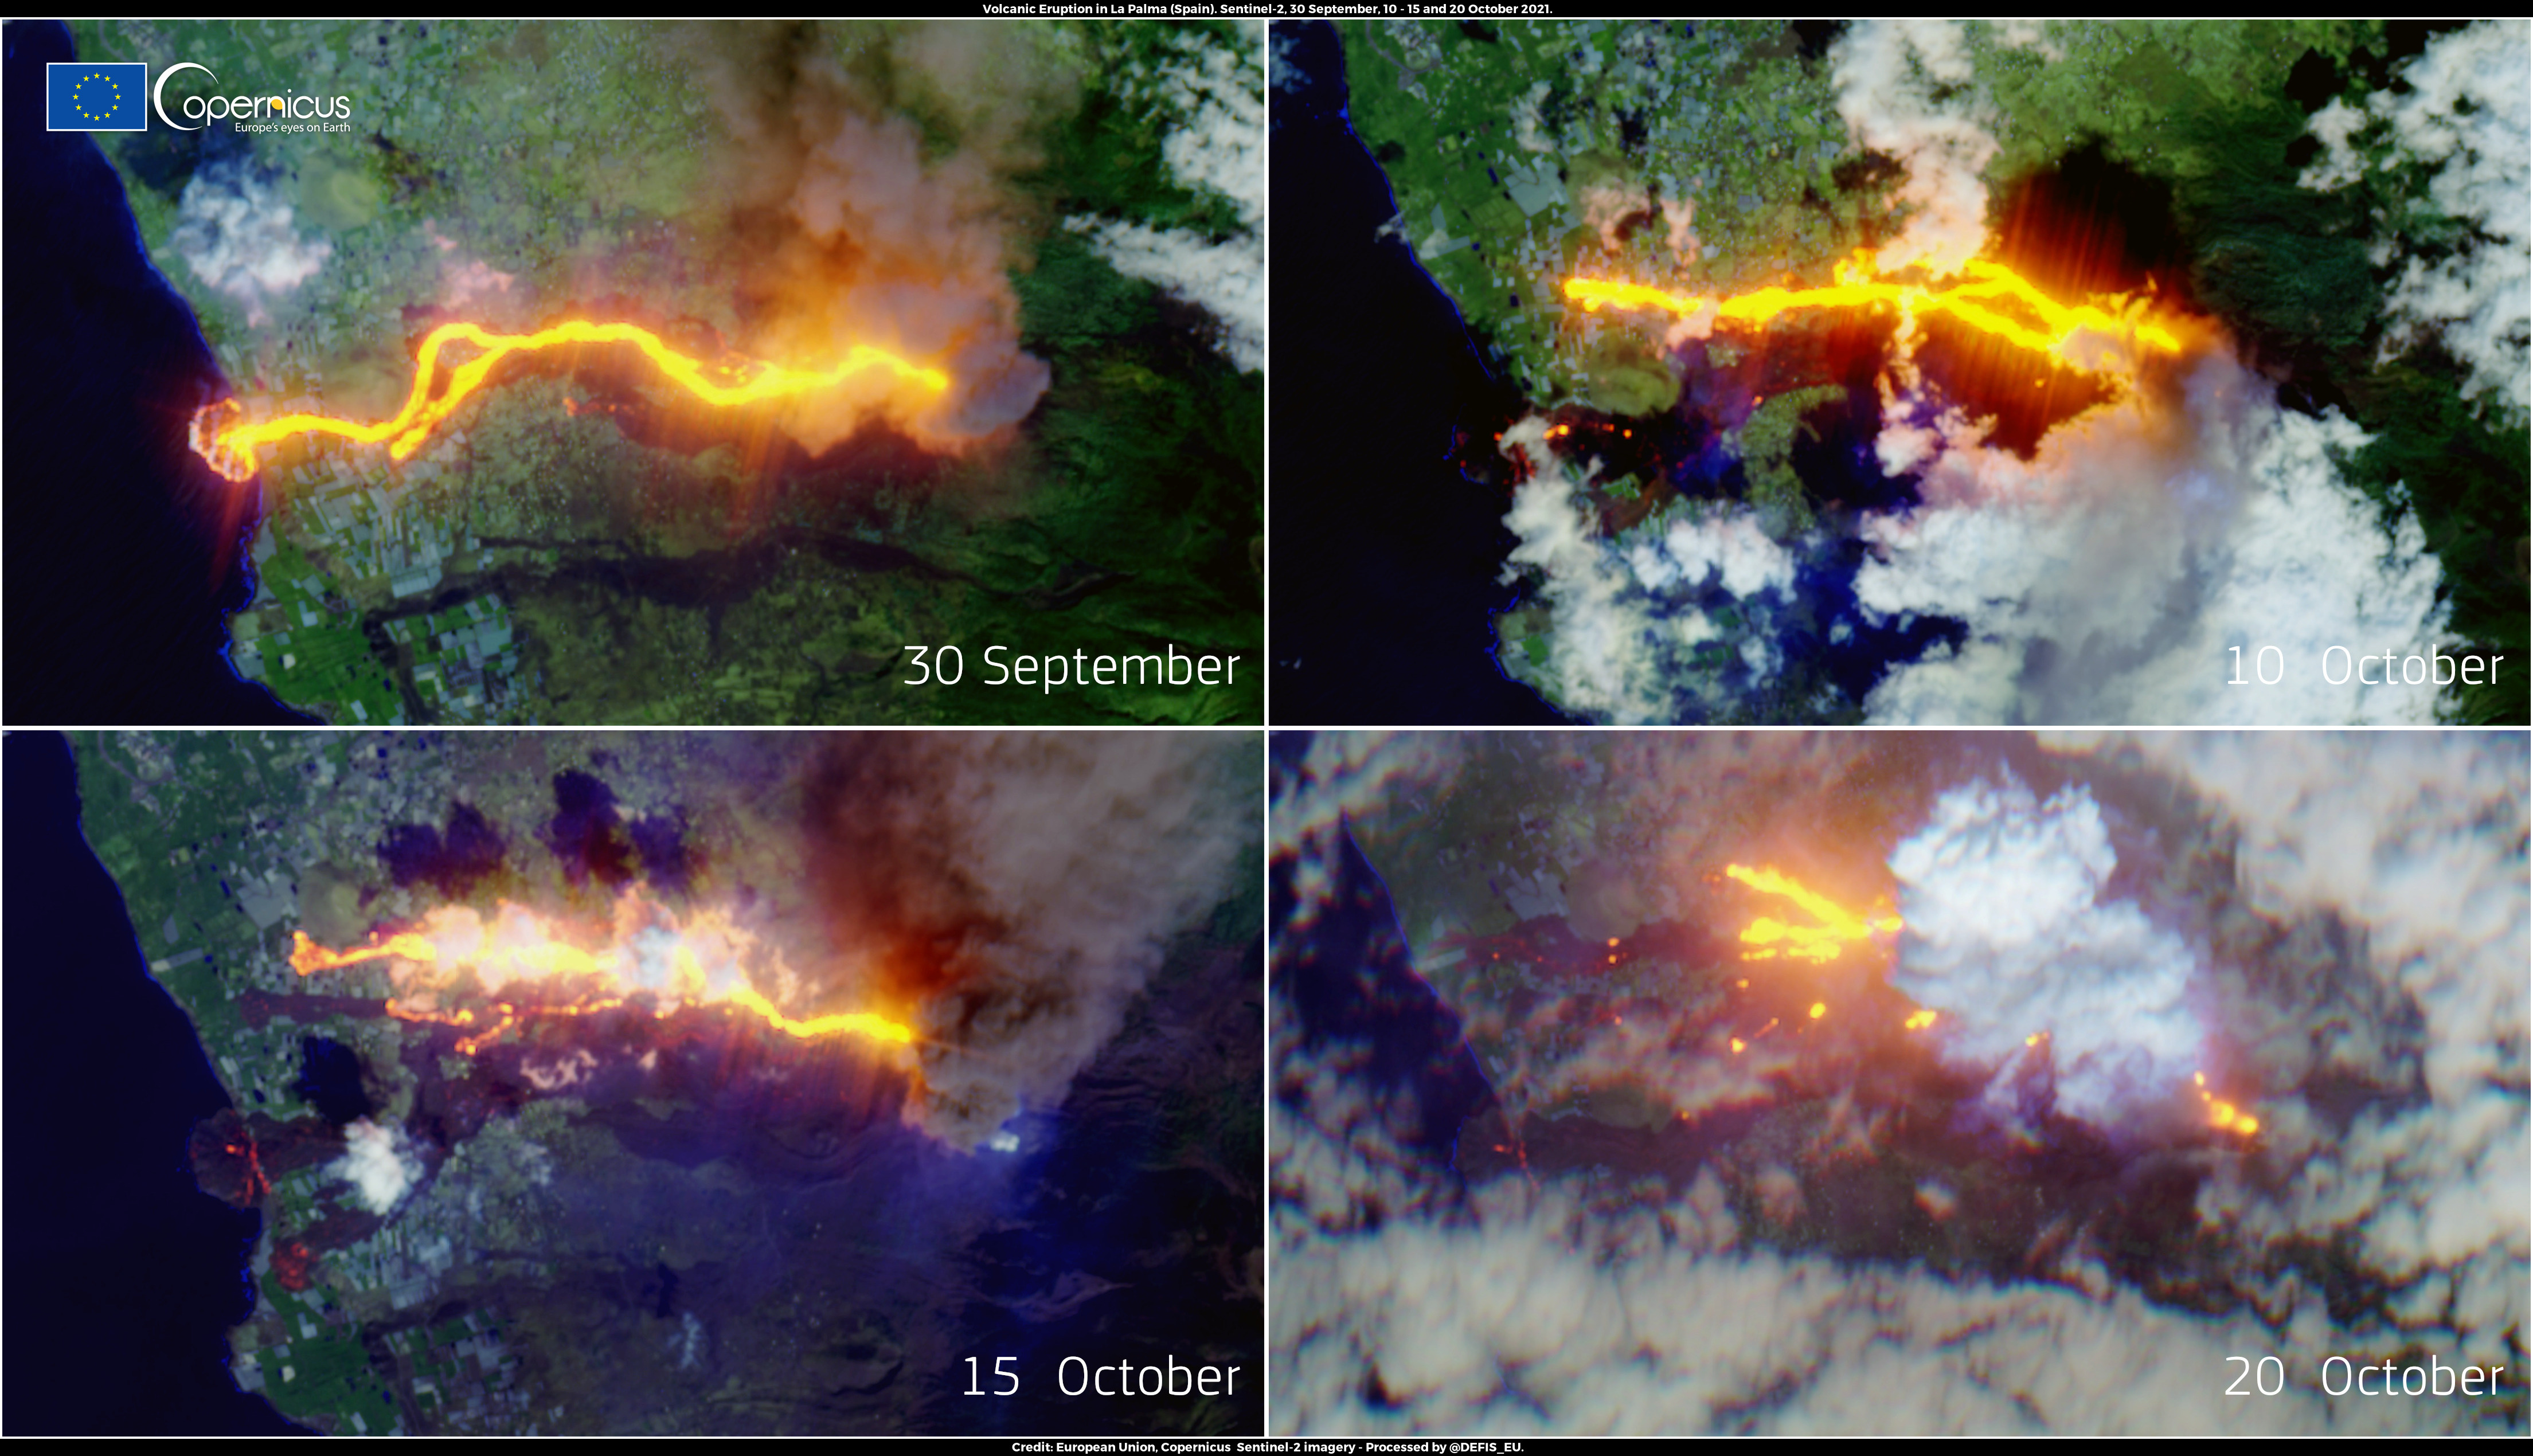 Volcanic Eruption in La Palma (Spain). Sentinel-2, 30 September, 10 - 15 and 20 October 2021.
Copernicus
Europe's eyes on Earth
30 September
10 October
15 October
20 October
Credit: European Union, Copernicus Sentinel-2 imagery - Processed by @DEFIS_EU.